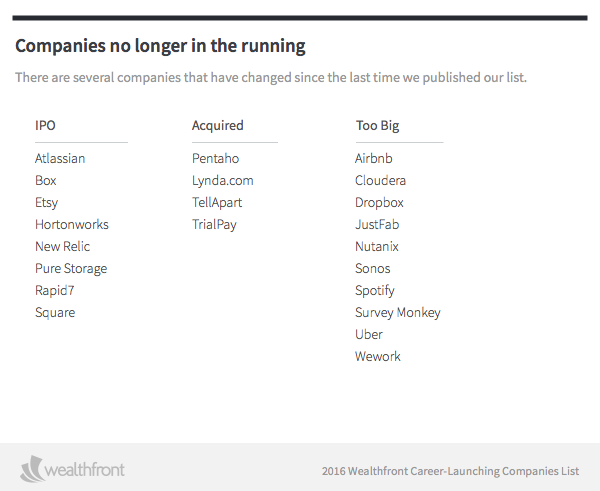 Companies no longer in the running
There are several companies that have changed since the last time we published our list.
IPO
Atlassian
Box
Etsy
Hortonworks
New Relic
Pure Storage
Rapid7
Square
Acquired
Pentaho
Lynda.com
TellApart
TrialPay
Too Big
Airbnb
Cloudera
Dropbox
JustFab
Nutanix
Sonos
Spotify
Survey Monkey
Uber
Wework
wealthfront
2016 Wealthfront Career-Launching Companies List